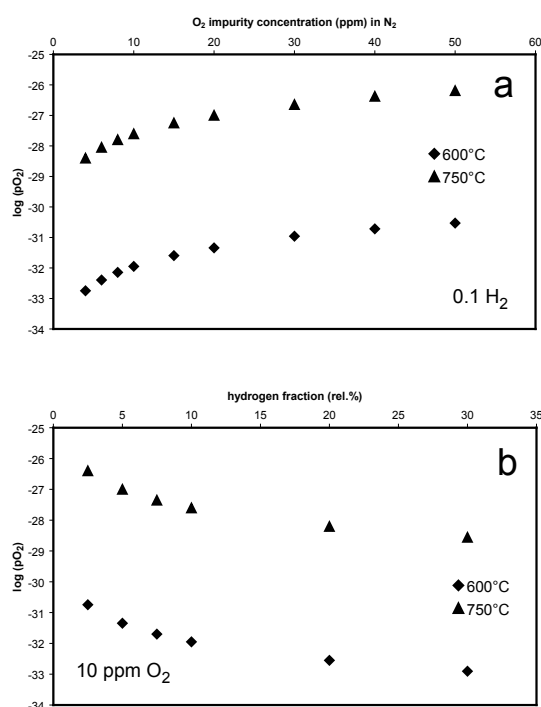 O₂ impurity concentration (ppm) in N₂
0 10 20 30 40 50 60
-25
-26
-27
-28
-29
-30
-31
-32
-33
-34
log (pO₂)
a
600°C
750°C
0.1 H₂
hydrogen fraction (rel.%)
0 5 10 15 20 25 30 35
-25
-26
-27
-28
-29
-30
-31
-32
-33
-34
log (pO₂)
b
600°C
750°C
10 ppm O₂